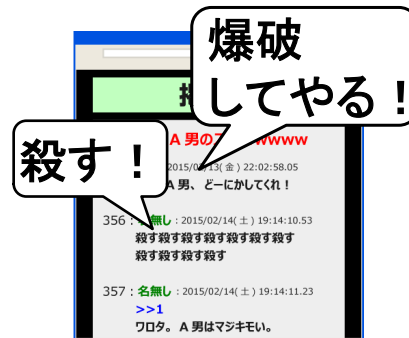 爆破
してやる！
殺す！
A 男の
wwww
2015/02/13( 金 ) 22:02:58.05
A 男、どーにかしてくれ！
356：名無し：2015/02/14( 土 ) 19:14:10.53
殺す殺す殺す殺す殺す殺す殺す
殺す殺す殺す殺す
357：名無し：2015/02/14( 土 ) 19:14:11.23
>>1
ワロタ。 A 男はマジキモい。